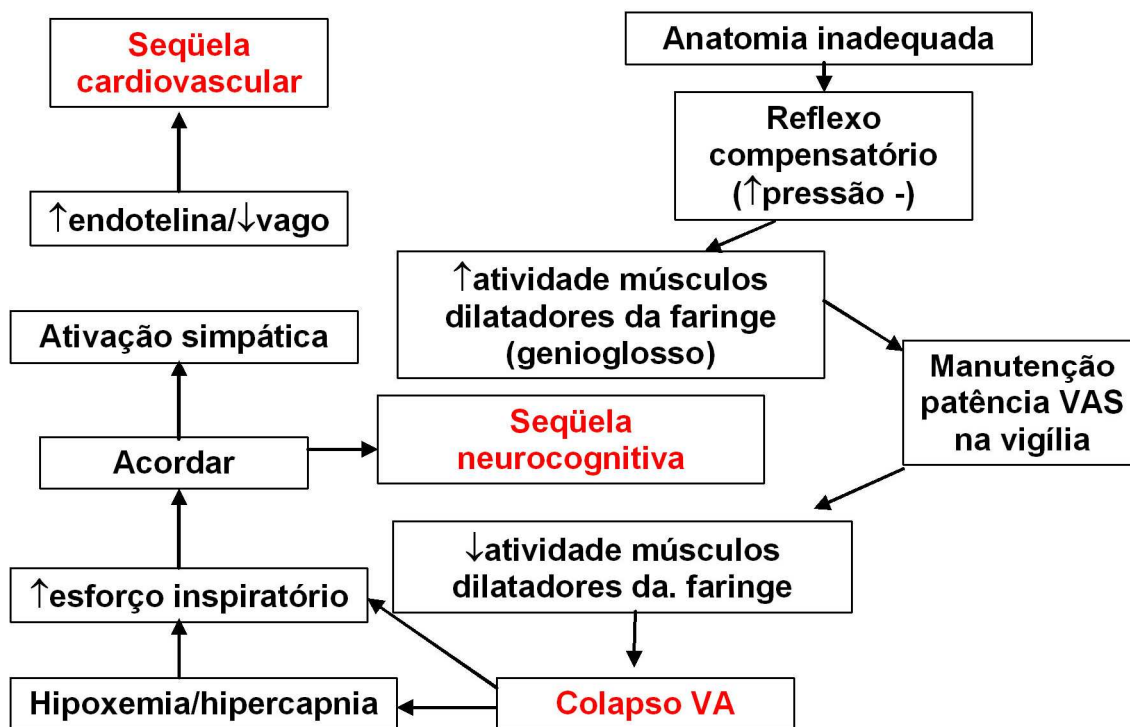 Seqüela
cardiovascular
↑endotelina/↓vago
Ativação simpática
Acordar
↑esforço inspiratório
Hipoxemia/hipercapnia
Anatomia inadequada
Reflexo
compensatório
(↑pressão -)
↑atividade músculos
dilatadores da faringe
(genioglosso)
Manutenção
patência VAS
na vigília
Seqüela
neurocognitiva
↓atividade músculos
dilatadores da. faringe
Colapso VA